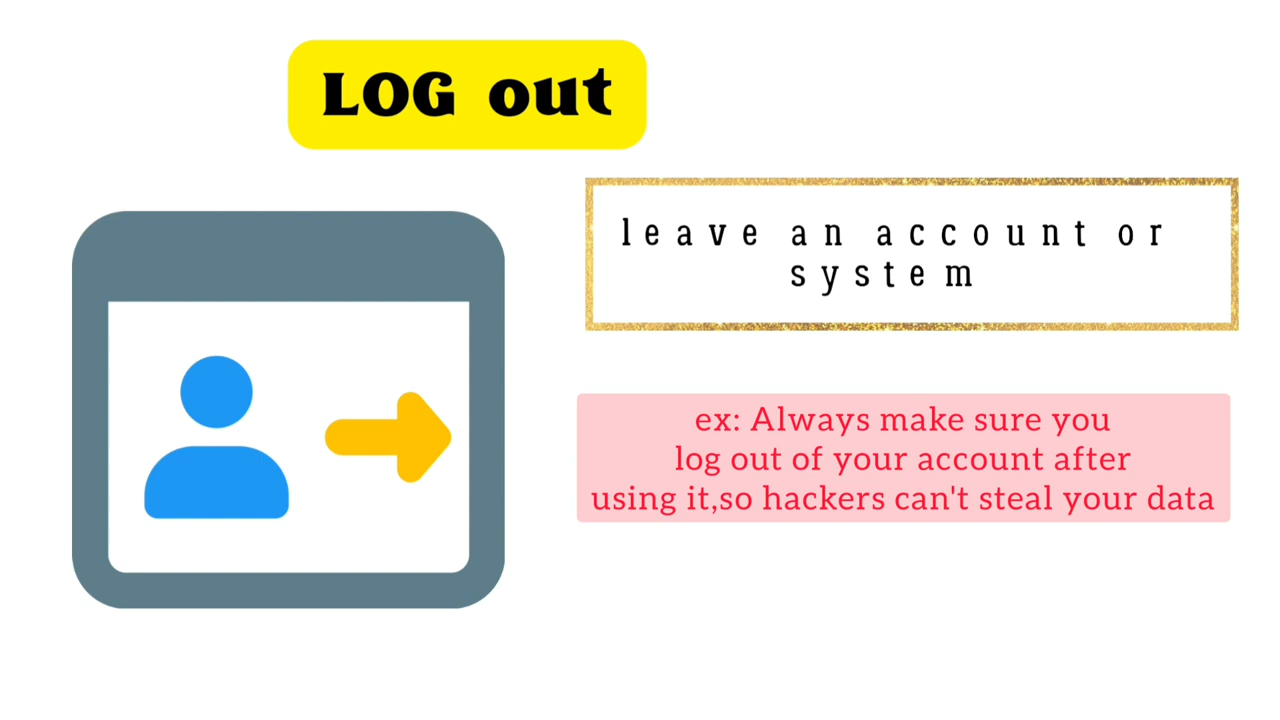 LOG out
leave an account or
system
ex: Always make sure you
log out of your account after
using it,so hackers can't steal your data